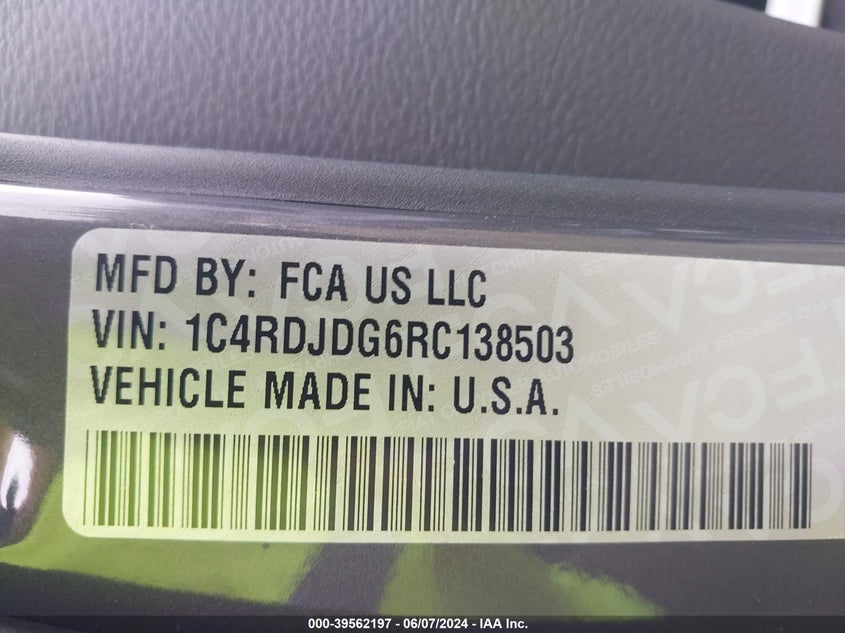 MFD BY: FCA US LLC
VIN: 1C4RDJDG6RC138503
VEHICLE MADE IN: U.S.A.
000-39562197 - 06/07/2024 - IAA Inc.